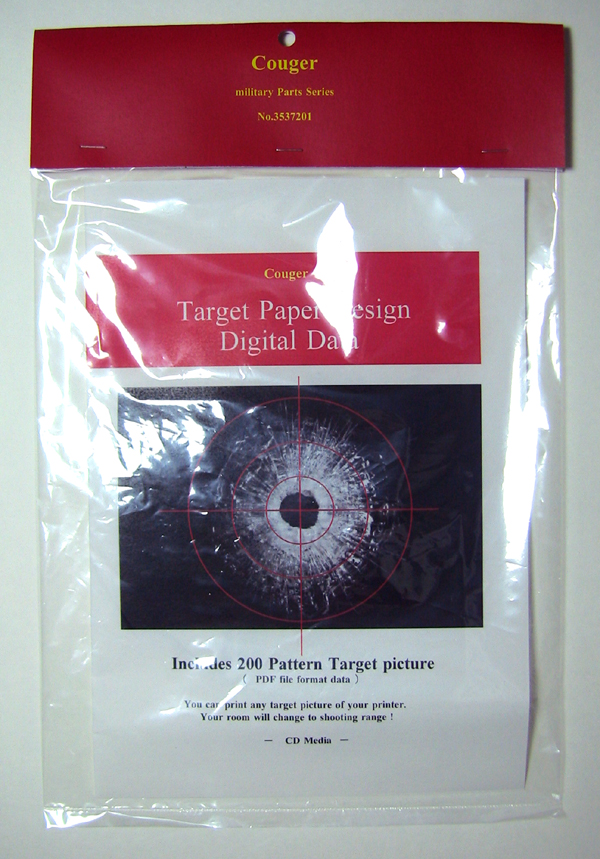 Couger
military Parts Series
No.3537201
Couger
Target Paper Design
Digital Data
Includes 200 Pattern Target picture
( PDF file format data )
You can print any target picture of your printer.
Your room will change to shooting range !
— CD Media —